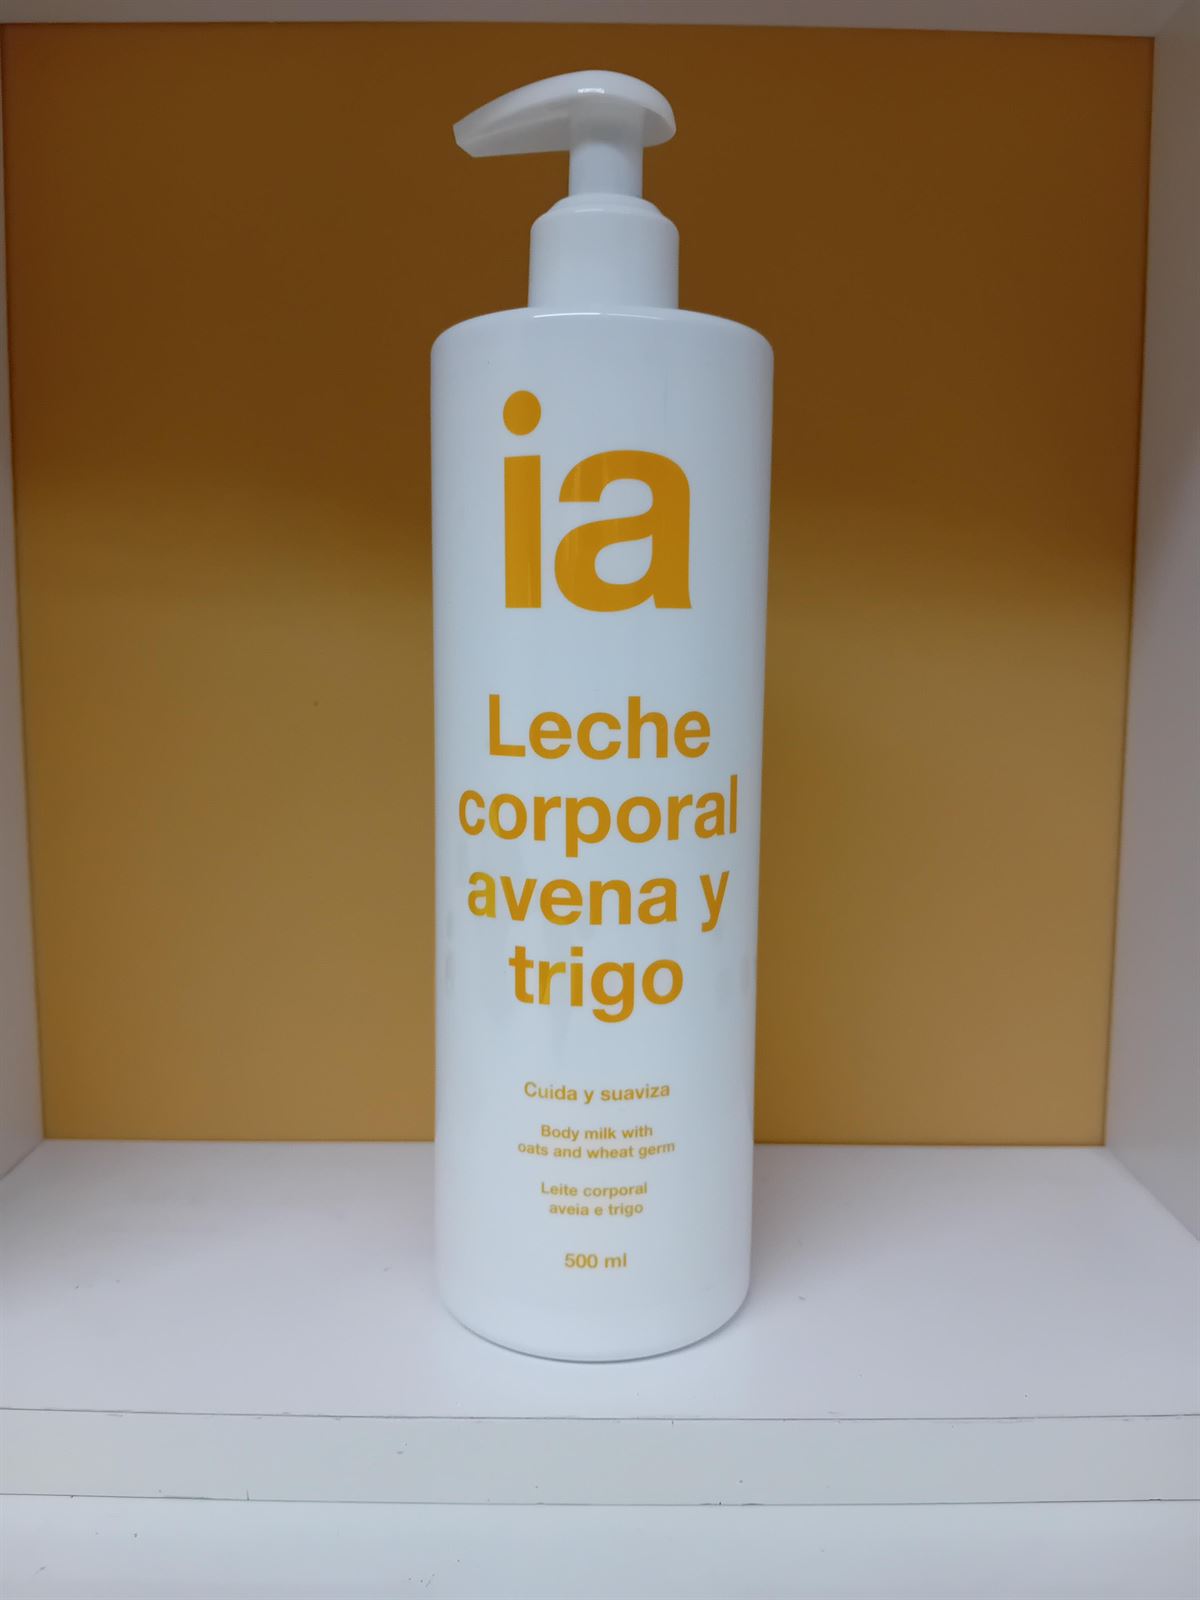 ia
Leche
corporal
avena y
trigo
Cuida y suaviza
Body milk with
oats and wheat germ
Leite corporal
aveia e trigo
500 ml